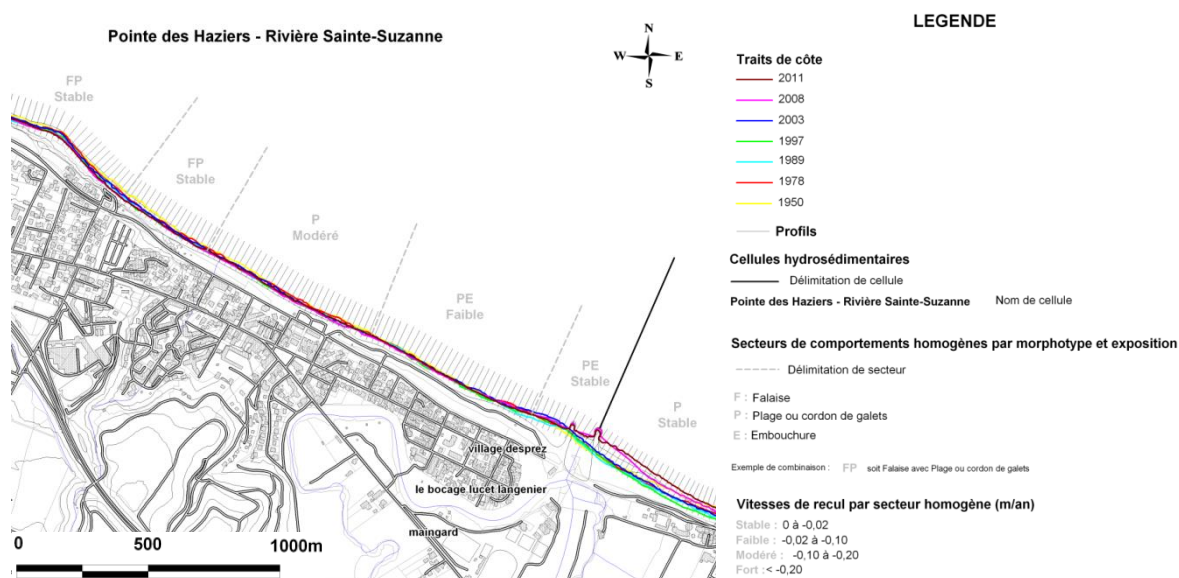 Pointe des Haziers - Rivière Sainte-Suzanne
N
W
E
S
FP
Stable
FP
Stable
P
Modéré
PE
Faible
PE
Stable
P
Stable
village desprez
le bocage lucet langenier
maingard
0 500 1000m
LEGENDE
Traits de côte
2011
2008
2003
1997
1989
1978
1950
Profils
Cellules hydrosédimentaires
Délimitation de cellule
Pointe des Haziers - Rivière Sainte-Suzanne Nom de cellule
Secteurs de comportements homogènes par morphotype et exposition
Délimitation de secteur
F : Falaise
P : Plage ou cordon de galets
E : Embouchure
Exemple de combinaison : FP soit Falaise avec Plage ou cordon de galets
Vitesses de recul par secteur homogène (m/an)
Stable : 0 à -0,02
Faible : -0,02 à -0,10
Modéré : -0,10 à -0,20
Fort : < -0,20